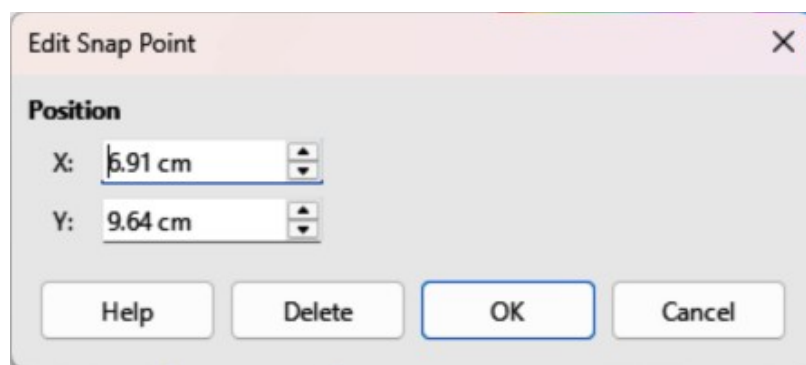 Edit Snap Point
Position
X: 6.91 cm
Y: 9.64 cm
Help Delete OK Cancel